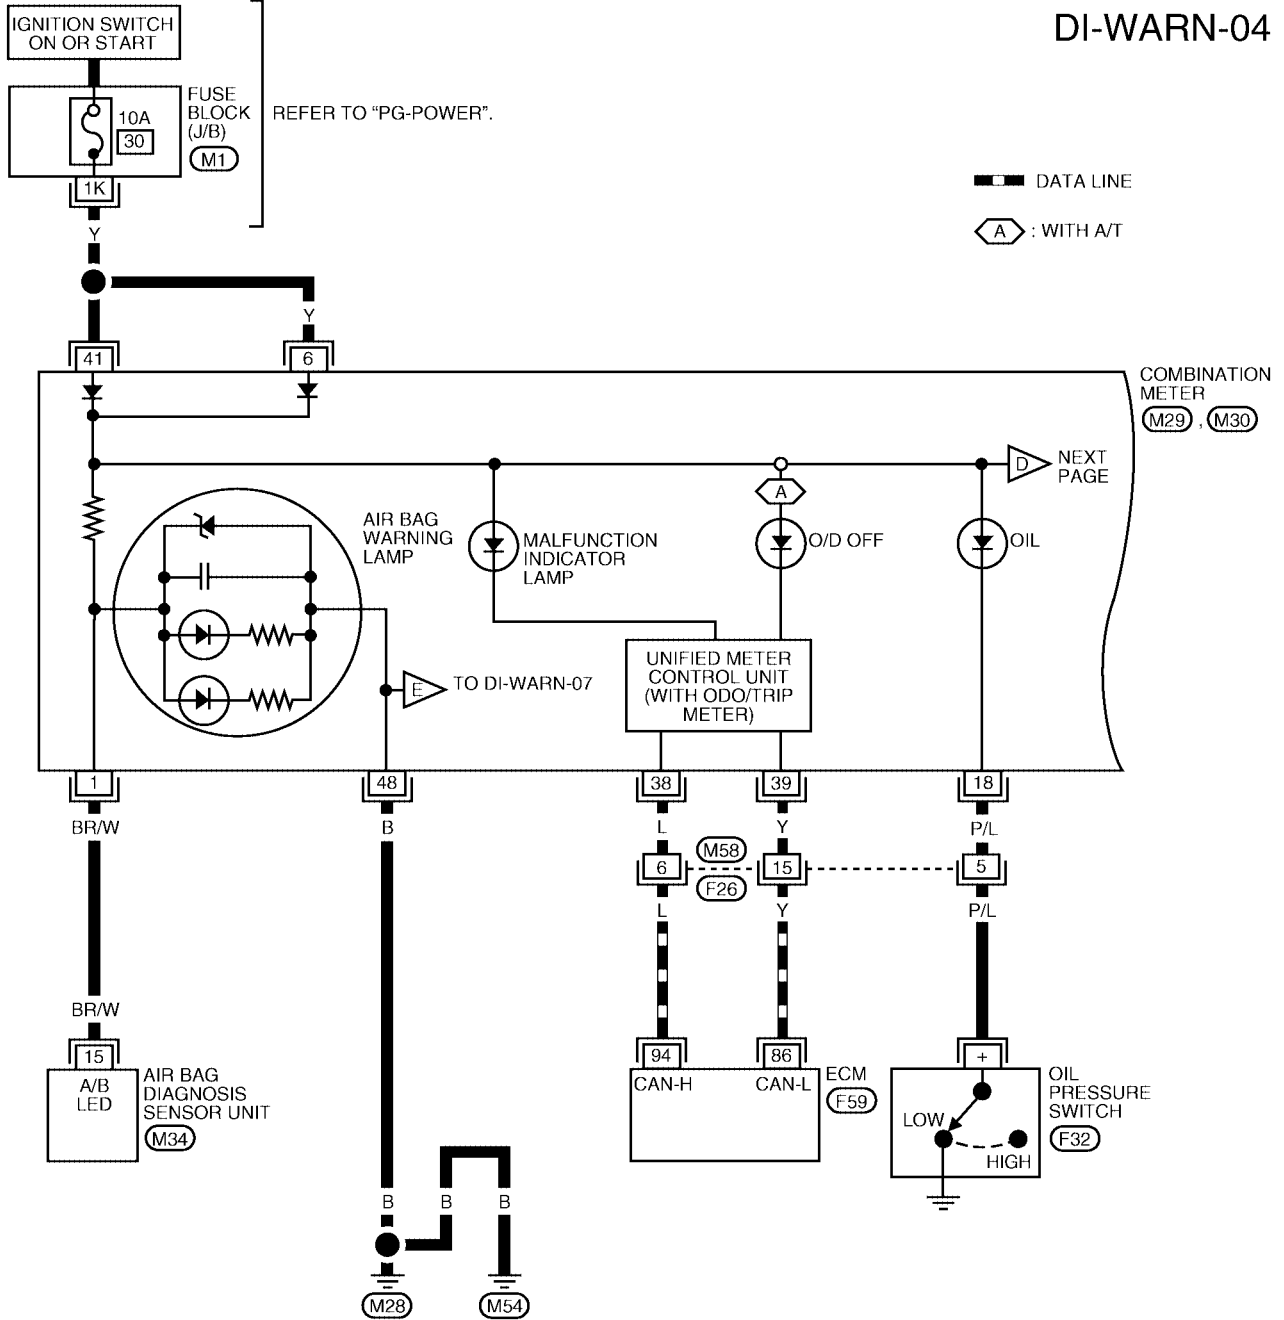 DI-WARN-04
IGNITION SWITCH
ON OR START
FUSE
BLOCK
(J/B)
M1
10A
30
REFER TO “PG-POWER”.
1K
Y
DATA LINE
A : WITH A/T
Y
41
6
COMBINATION
METER
M29 , M30
D
NEXT
PAGE
A
AIR BAG
WARNING
LAMP
MALFUNCTION
INDICATOR
LAMP
O/D OFF
OIL
E
TO DI-WARN-07
UNIFIED METER
CONTROL UNIT
(WITH ODO/TRIP
METER)
1
48
38
39
18
BR/W
B
L
Y
P/L
M58
6
15
5
F26
L
Y
P/L
BR/W
15
A/B
LED
AIR BAG
DIAGNOSIS
SENSOR UNIT
M34
94
86
CAN-H
CAN-L
ECM
F59
+
LOW
HIGH
OIL
PRESSURE
SWITCH
F32
B
B
B
M28
M54